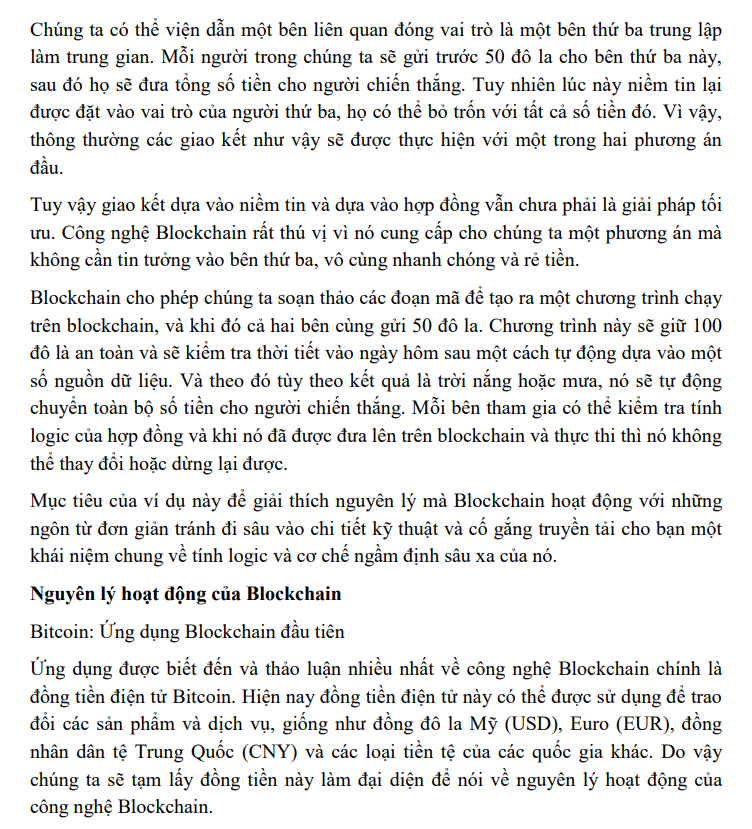 Chúng ta có thể viện dẫn một bên liên quan đóng vai trò là một bên thứ ba trung lập
làm trung gian. Mỗi người trong chúng ta sẽ gửi trước 50 đô la cho bên thứ ba này,
sau đó họ sẽ đưa tổng số tiền cho người chiến thắng. Tuy nhiên lúc này niềm tin lại
được đặt vào vai trò của người thứ ba, họ có thể bỏ trốn với tất cả số tiền đó. Vì vậy,
thông thường các giao kết như vậy sẽ được thực hiện với một trong hai phương án
đầu.
Tuy vậy giao kết dựa vào niềm tin và dựa vào hợp đồng vẫn chưa phải là giải pháp tối
ưu. Công nghệ Blockchain rất thú vị vì nó cung cấp cho chúng ta một phương án mà
không cần tin tưởng vào bên thứ ba, vô cùng nhanh chóng và rẻ tiền.
Blockchain cho phép chúng ta soạn thảo các đoạn mã để tạo ra một chương trình chạy
trên blockchain, và khi đó cả hai bên cùng gửi 50 đô la. Chương trình này sẽ giữ 100
đô là an toàn và sẽ kiểm tra thời tiết vào ngày hôm sau một cách tự động dựa vào một
số nguồn dữ liệu. Và theo đó tùy theo kết quả là trời nắng hoặc mưa, nó sẽ tự động
chuyển toàn bộ số tiền cho người chiến thắng. Mỗi bên tham gia có thể kiểm tra tính
logic của hợp đồng và khi nó đã được đưa lên trên blockchain và thực thi thì nó không
thể thay đổi hoặc dừng lại được.
Mục tiêu của ví dụ này để giải thích nguyên lý mà Blockchain hoạt động với những
ngôn từ đơn giản tránh đi sâu vào chi tiết kỹ thuật và cố gắng truyền tải cho bạn một
khái niệm chung về tính logic và cơ chế ngầm định sâu xa của nó.
Nguyên lý hoạt động của Blockchain
Bitcoin: Ứng dụng Blockchain đầu tiên
Ứng dụng được biết đến và thảo luận nhiều nhất về công nghệ Blockchain chính là
đồng tiền điện tử Bitcoin. Hiện nay đồng tiền điện tử này có thể được sử dụng để trao
đổi các sản phẩm và dịch vụ, giống như đồng đô la Mỹ (USD), Euro (EUR), đồng
nhân dân tệ Trung Quốc (CNY) và các loại tiền tệ của các quốc gia khác. Do vậy
chúng ta sẽ tạm lấy đồng tiền này làm đại diện để nói về nguyên lý hoạt động của
công nghệ Blockchain.